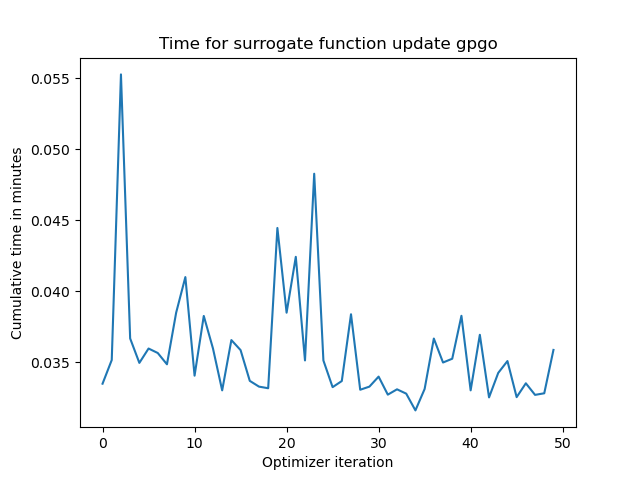 Time for surrogate function update gpgo
0.055
0.050
0.045
0.040
0.035
Cumulative time in minutes
0 10 20 30 40 50
Optimizer iteration